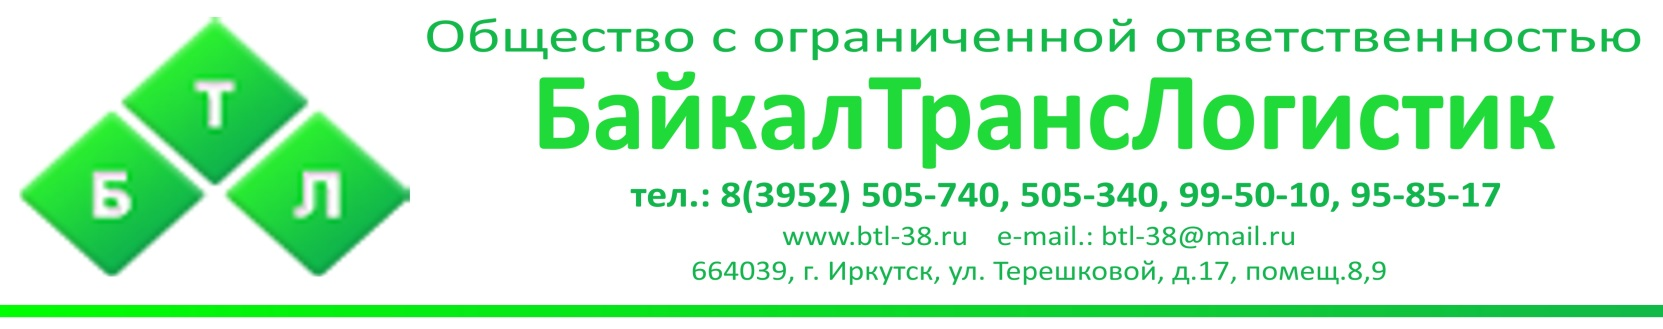 Т
Б Л
Общество с ограниченной ответственностью
БайкалТрансЛогистик
тел.: 8(3952) 505-740, 505-340, 99-50-10, 95-85-17
www.btl-38.ru e-mail.: btl-38@mail.ru
664039, г. Иркутск, ул. Терешковой, д.17, помещ.8,9